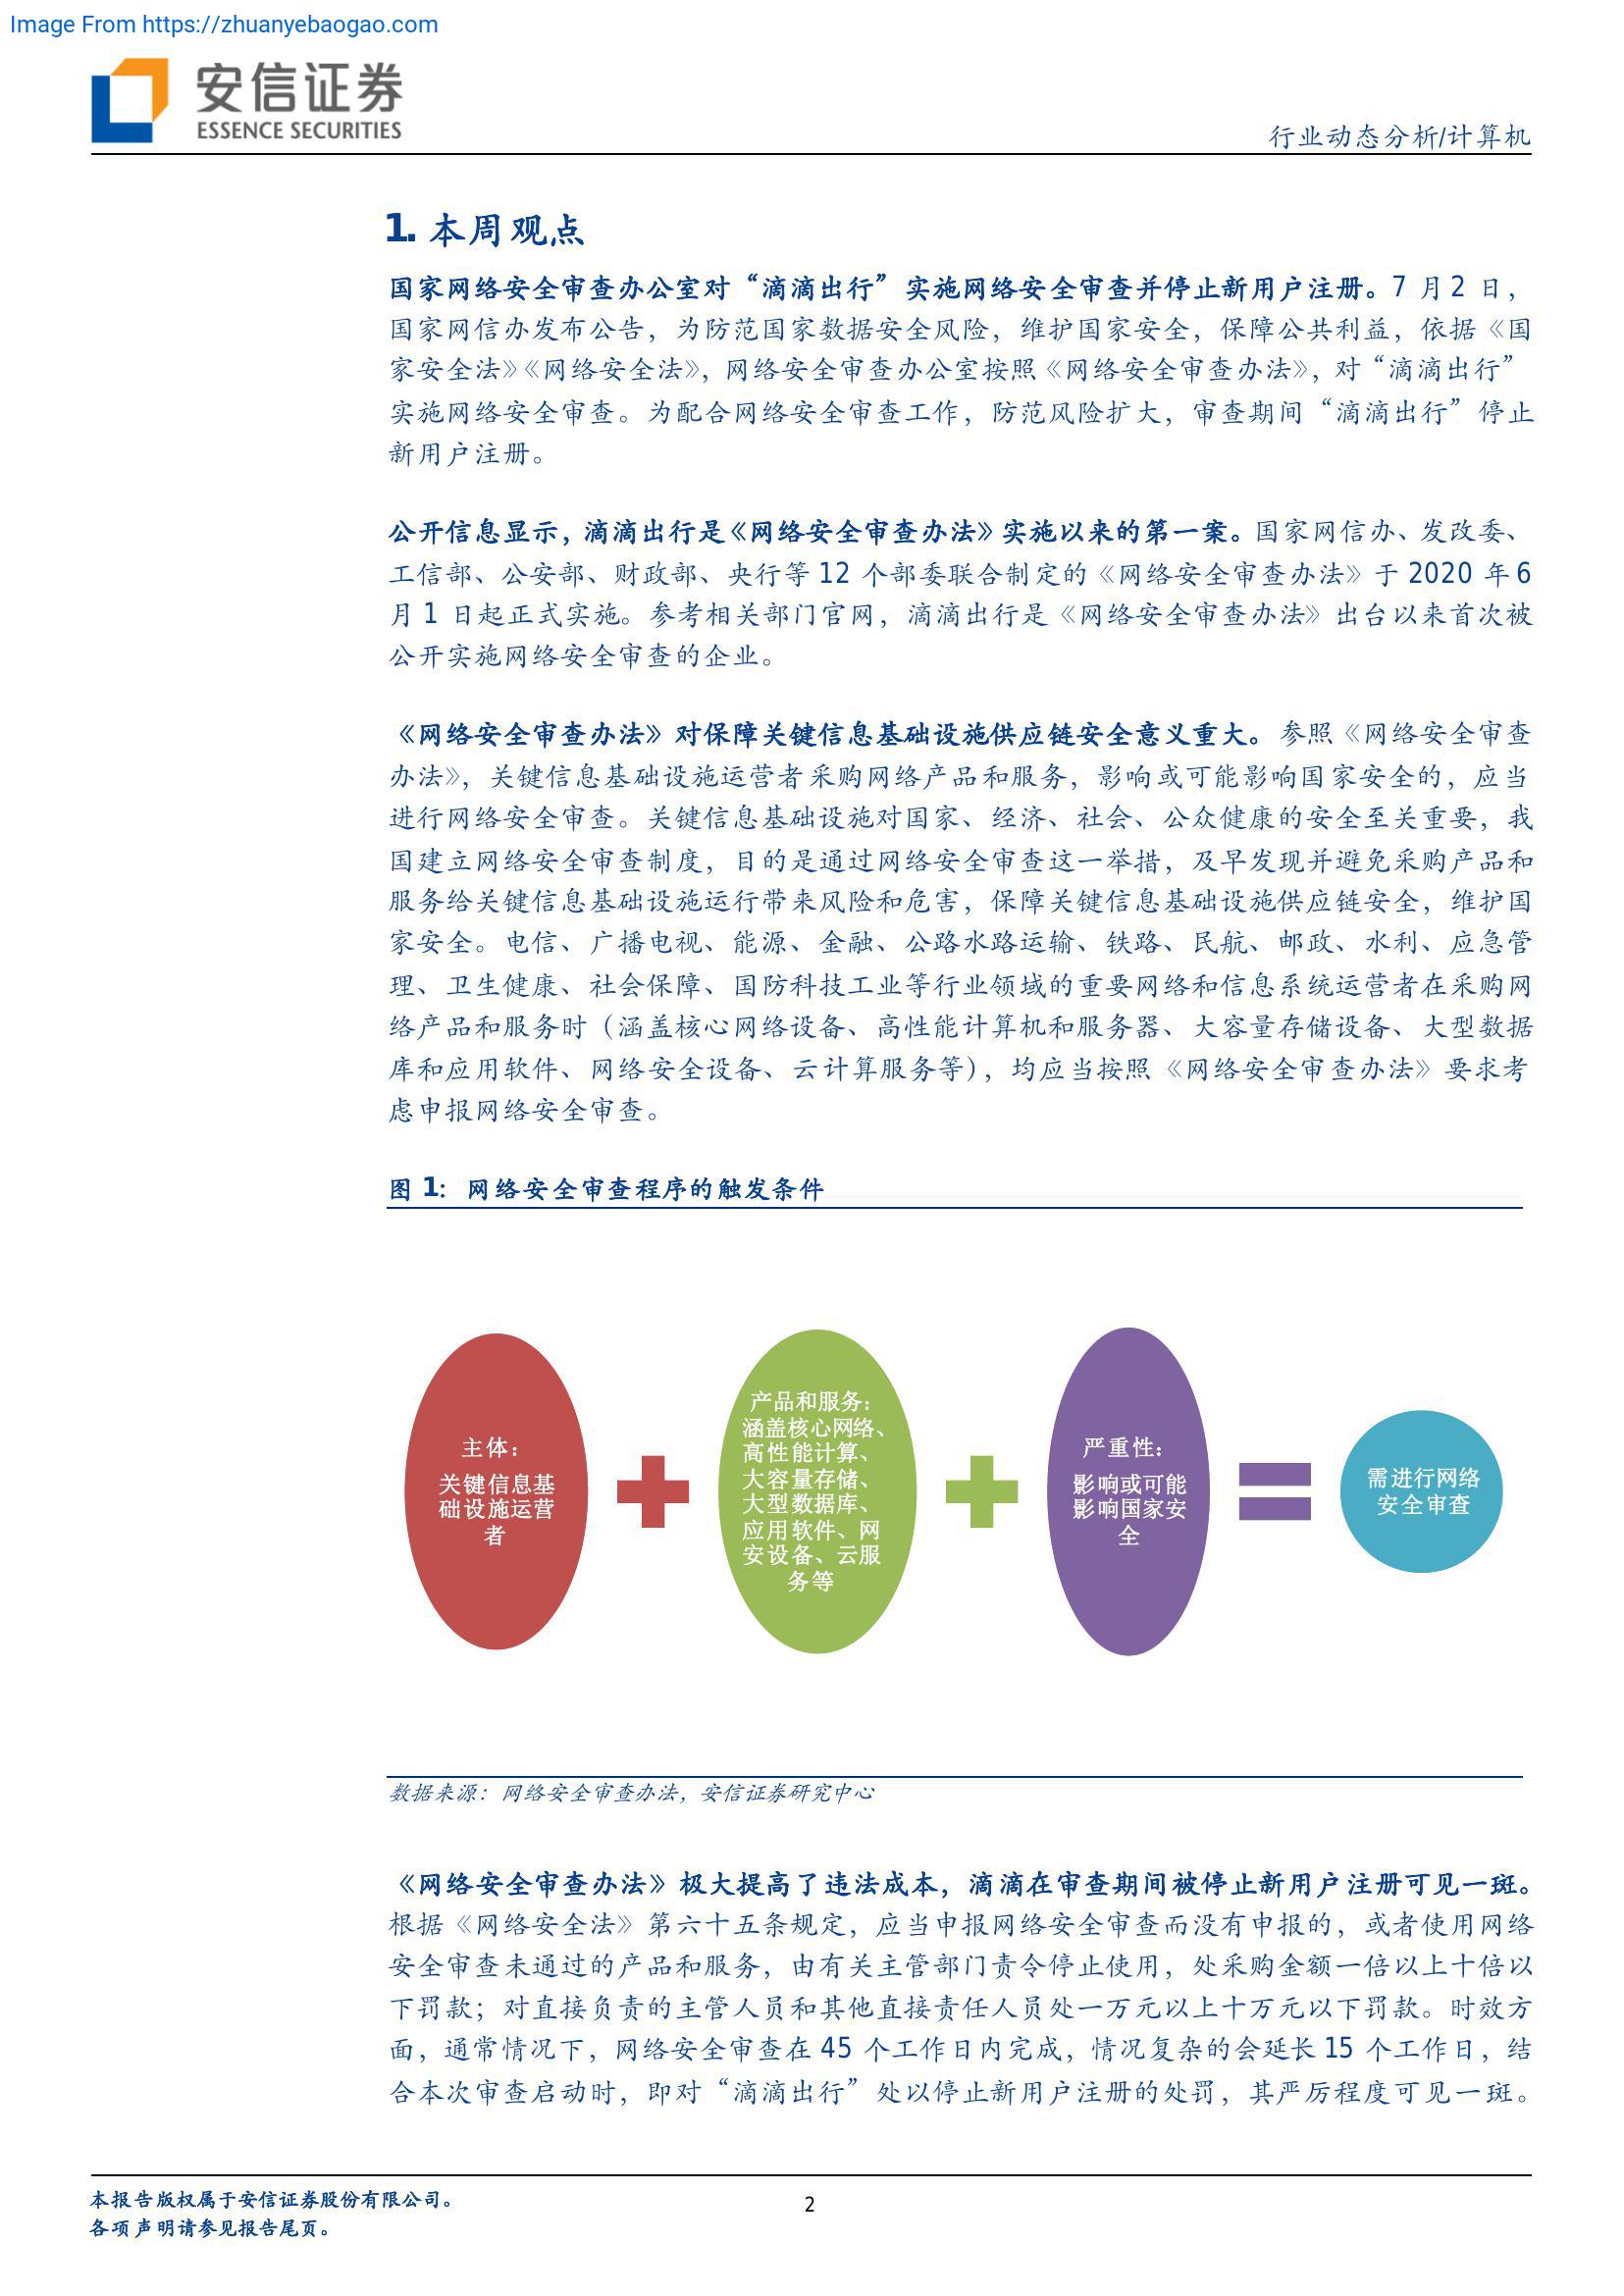 Image From https://zhuanyebaogao.com
安信证券
ESSENCE SECURITIES
行业动态分析/计算机
1. 本周观点
国家网络安全审查办公室对“滴滴出行”实施网络安全审查并停止新用户注册。7 月 2 日，
国家网信办发布公告，为防范国家数据安全风险，维护国家安全，保障公共利益，依据《国
家安全法》《网络安全法》，网络安全审查办公室按照《网络安全审查办法》，对“滴滴出行”
实施网络安全审查。为配合网络安全审查工作，防范风险扩大，审查期间“滴滴出行”停止
新用户注册。
公开信息显示，滴滴出行是《网络安全审查办法》实施以来的第一案。国家网信办、发改委、
工信部、公安部、财政部、央行等 12 个部委联合制定的《网络安全审查办法》于 2020 年 6
月 1 日起正式实施。参考相关部门官网，滴滴出行是《网络安全审查办法》出台以来首次被
公开实施网络安全审查的企业。
《网络安全审查办法》对保障关键信息基础设施供应链安全意义重大。参照《网络安全审查
办法》，关键信息基础设施运营者采购网络产品和服务，影响或可能影响国家安全的，应当
进行网络安全审查。关键信息基础设施对国家、经济、社会、公众健康的安全至关重要，我
国建立网络安全审查制度，目的是通过网络安全审查这一举措，及早发现并避免采购产品和
服务给关键信息基础设施运行带来风险和危害，保障关键信息基础设施供应链安全，维护国
家安全。电信、广播电视、能源、金融、公路水路运输、铁路、民航、邮政、水利、应急管
理、卫生健康、社会保障、国防科技工业等行业领域的重要网络和信息系统运营者在采购网
络产品和服务时（涵盖核心网络设备、高性能计算机和服务器、大容量存储设备、大型数据
库和应用软件、网络安全设备、云计算服务等），均应当按照《网络安全审查办法》要求考
虑申报网络安全审查。
图 1： 网络安全审查程序的触发条件
主体：
关键信息基
础设施运营
者
产品和服务：
涵盖核心网络、
高性能计算、
大容量存储、
大型数据库、
应用软件、网
安设备、云服
务等
严重性：
影响或可能
影响国家安
全
需进行网络
安全审查
数据来源：网络安全审查办法，安信证券研究中心
《网络安全审查办法》极大提高了违法成本，滴滴在审查期间被停止新用户注册可见一斑。
根据《网络安全法》第六十五条规定，应当申报网络安全审查而没有申报的，或者使用网络
安全审查未通过的产品和服务，由有关主管部门责令停止使用，处采购金额一倍以上十倍以
下罚款；对直接负责的主管人员和其他直接责任人员处一万元以上十万元以下罚款。时效方
面，通常情况下，网络安全审查在 45 个工作日内完成，情况复杂的会延长 15 个工作日，结
合本次审查启动时，即对“滴滴出行”处以停止新用户注册的处罚，其严厉程度可见一斑。
本报告版权属于安信证券股份有限公司。
2
各项声明请参见报告尾页。